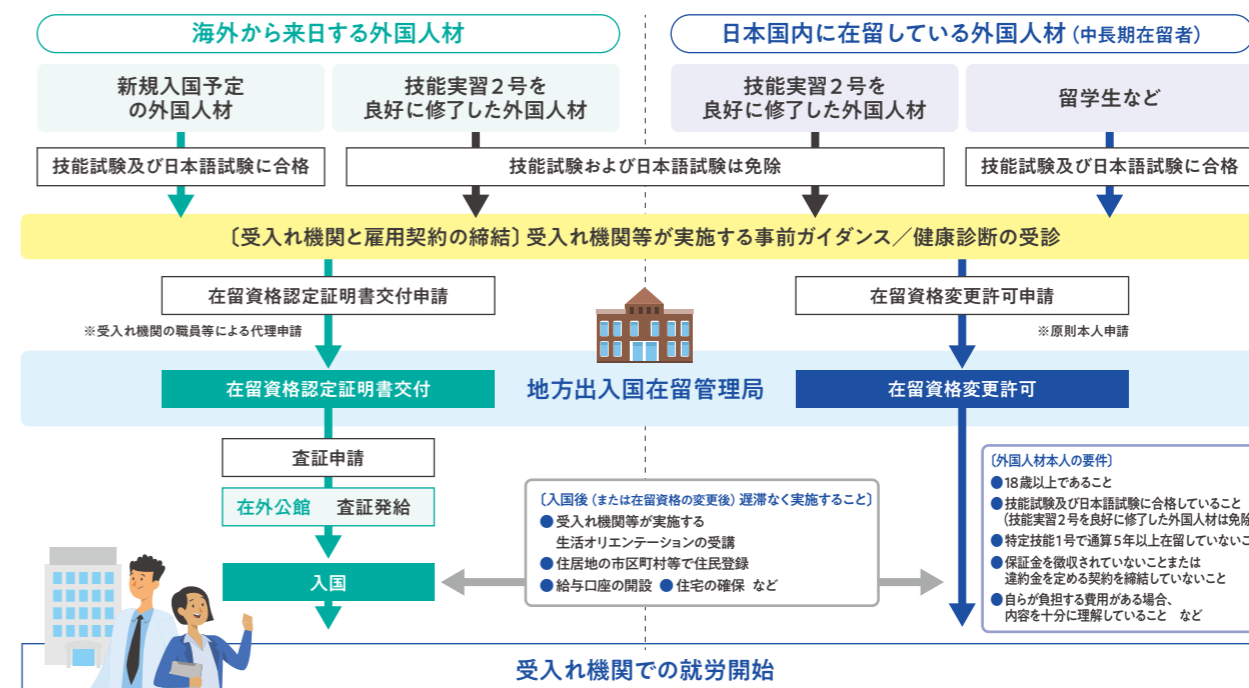 海外から来日する外国人材
日本国内に在留している外国人材（中長期在留者）
新規入国予定
の外国人材
技能実習２号を
良好に修了した外国人材
技能実習２号を
良好に修了した外国人材
留学生など
技能試験及び日本語試験に合格
技能試験および日本語試験は免除
技能試験及び日本語試験に合格
〔受入れ機関と雇用契約の締結〕受入れ機関等が実施する事前ガイダンス／健康診断の受診
在留資格認定証明書交付申請
※受入れ機関の職員等による代理申請
在留資格変更許可申請
※原則本人申請
在留資格認定証明書交付
地方出入国在留管理局
在留資格変更許可
査証申請
在外公館　査証発給
入国
〔入国後（または在留資格の変更後）遅滞なく実施すること〕
●受入れ機関等が実施する
生活オリエンテーションの受講
●住居地の市区町村等で住民登録
●給与口座の開設 ●住宅の確保 など
〔外国人材本人の要件〕
●18歳以上であること
●技能試験及び日本語試験に合格していること
（技能実習２号を良好に修了した外国人材は免除
●特定技能１号で通算５年以上在留していないこ
●保証金を徴収されていないことまたは
違約金を定める契約を締結していないこと
●自らが負担する費用がある場合、
内容を十分に理解していること　など
受入れ機関での就労開始